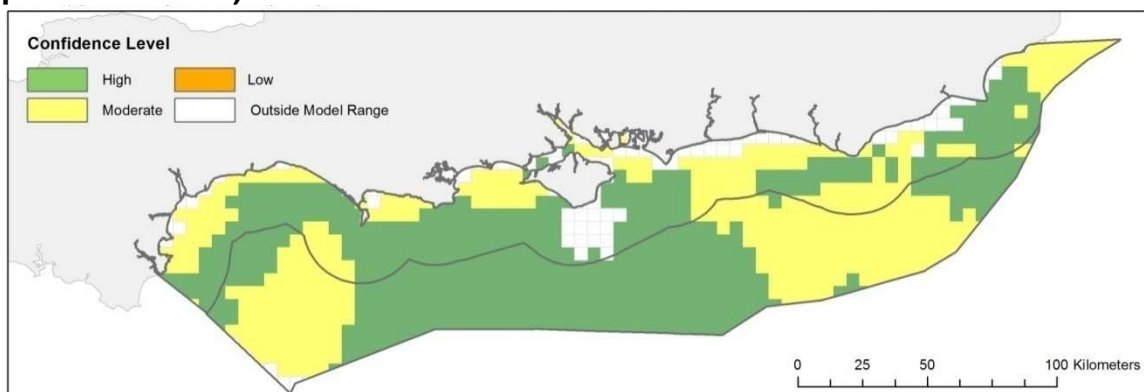 Confidence Level
High Low
Moderate Outside Model Range
0 25 50 100 Kilometers